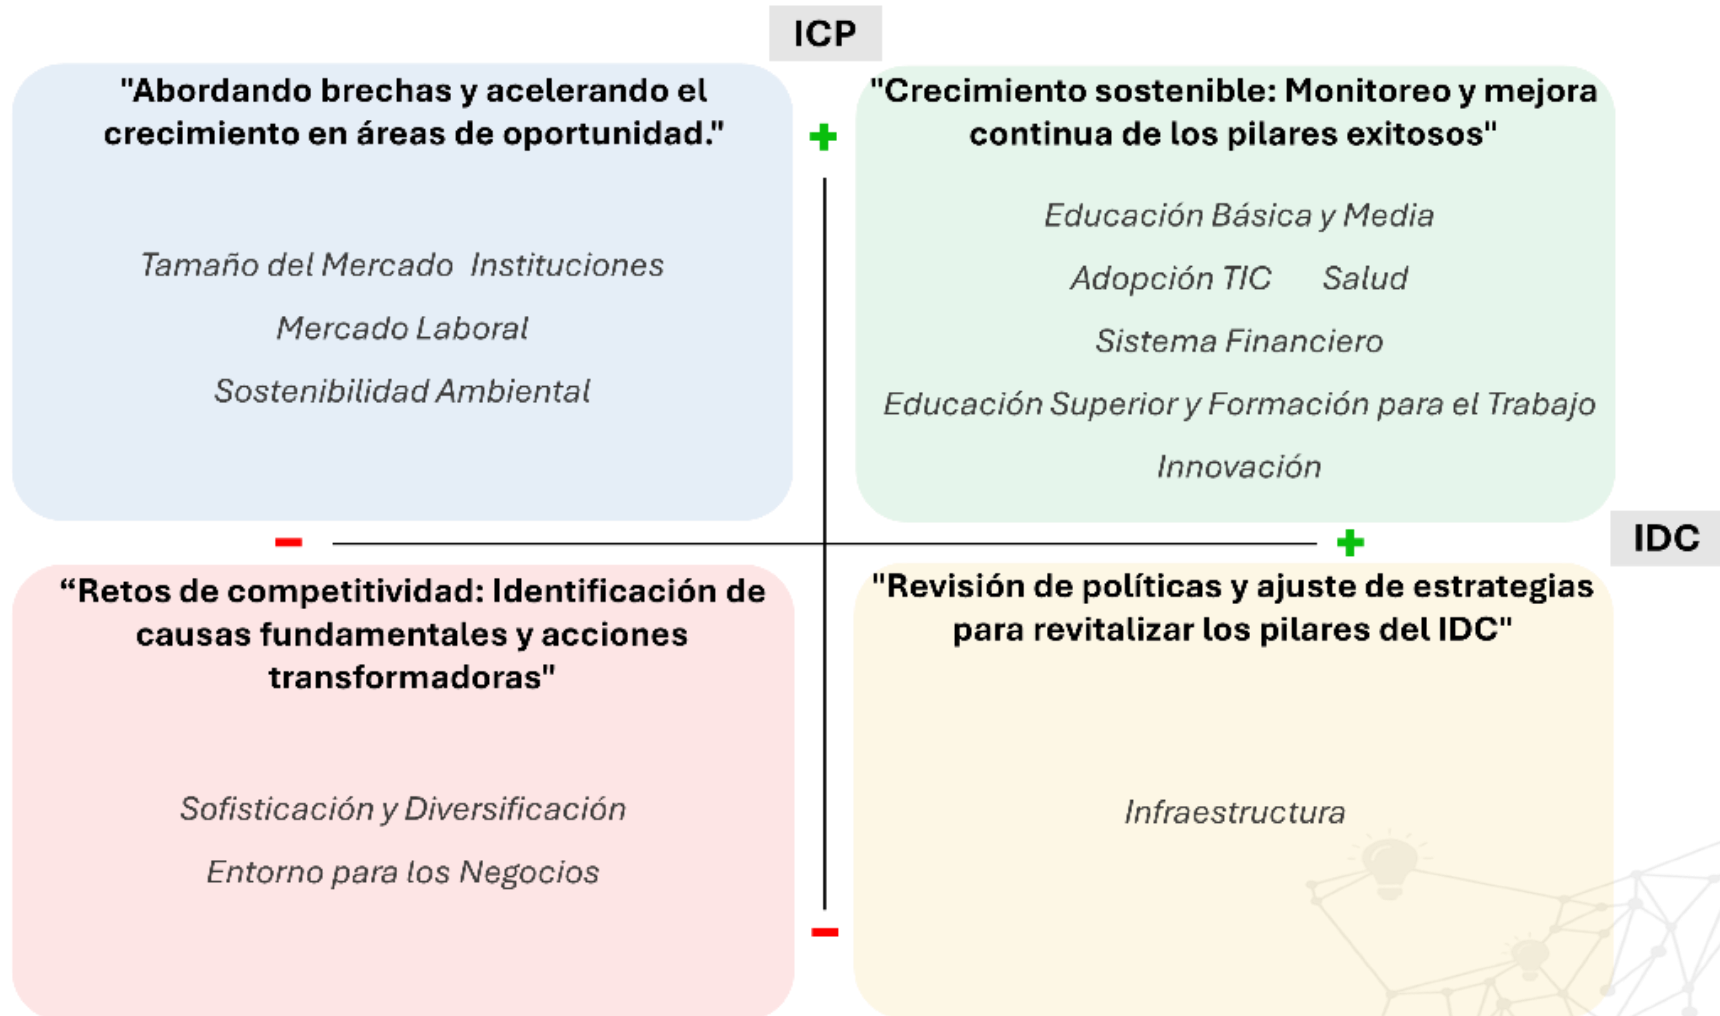 ICP
"Abordando brechas y acelerando el
crecimiento en áreas de oportunidad."
Tamaño del Mercado Instituciones
Mercado Laboral
Sostenibilidad Ambiental
+
"Crecimiento sostenible: Monitoreo y mejora
continua de los pilares exitosos"
Educación Básica y Media
Adopción TIC Salud
Sistema Financiero
Educación Superior y Formación para el Trabajo
Innovación
-
+
IDC
“Retos de competitividad: Identificación de
causas fundamentales y acciones
transformadoras"
Sofisticación y Diversificación
Entorno para los Negocios
-
"Revisión de políticas y ajuste de estrategias
para revitalizar los pilares del IDC"
Infraestructura